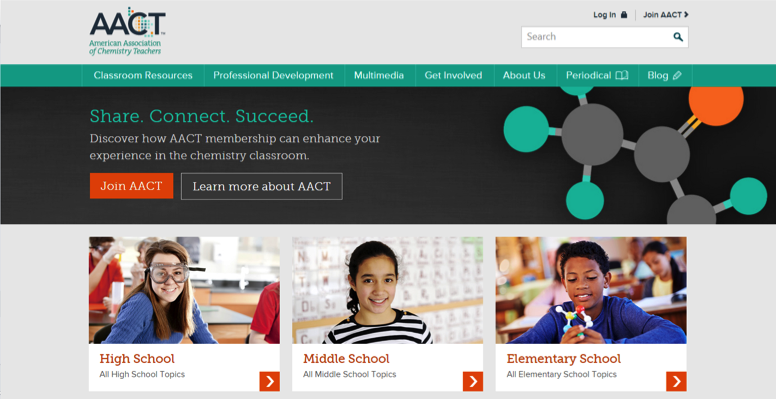 AACT
American Association
of Chemistry Teachers
Log In
Join AACT
Search
Classroom Resources
Professional Development
Multimedia
Get Involved
About Us
Periodical
Blog
Share. Connect. Succeed.
Discover how AACT membership can enhance your
experience in the chemistry classroom.
Join AACT
Learn more about AACT
High School
All High School Topics
Middle School
All Middle School Topics
Elementary School
All Elementary School Topics